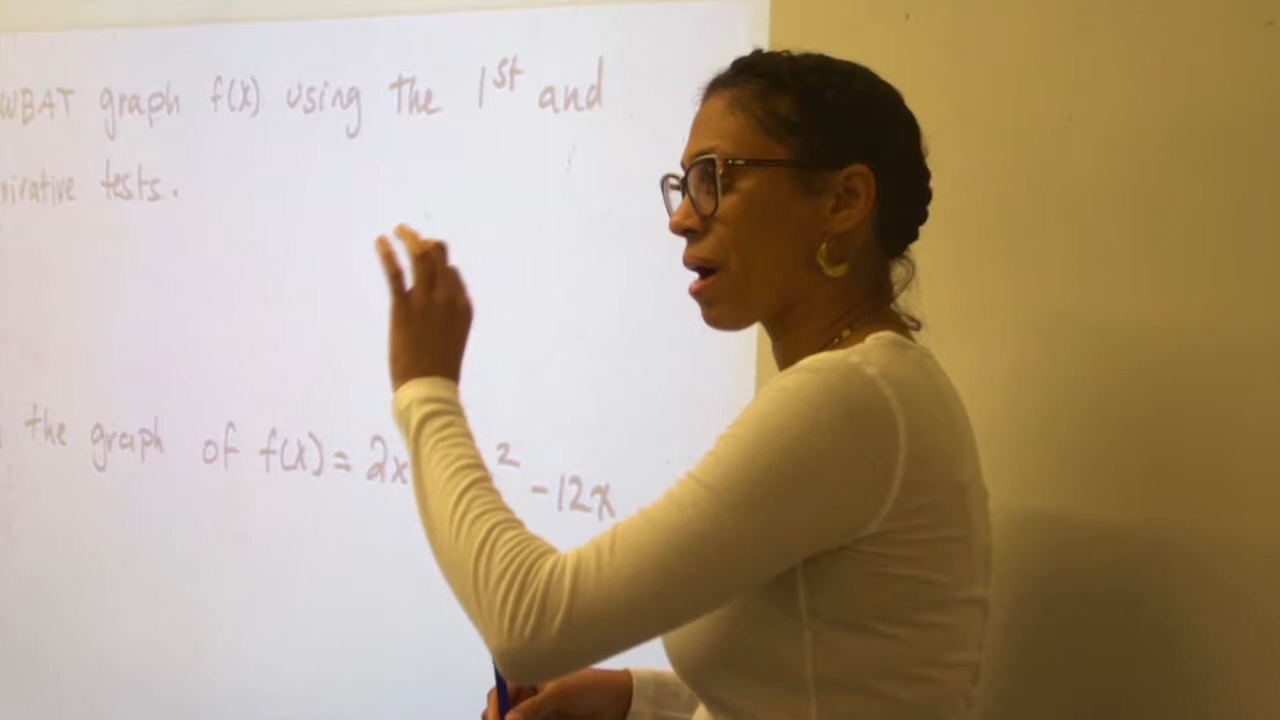 WBAT graph f(x) using the 1st and
rivative tests.
the graph of f(x) = 2x 2 -12x